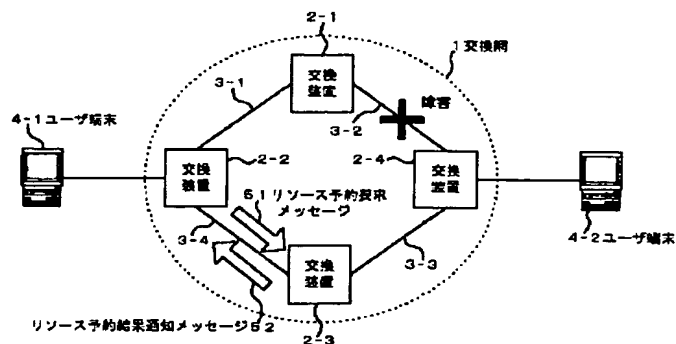 2-1
1交換網
交換
装置
3-1
障害
3-2
4-1ユーザ端末
2-2
2-4
交換
装置
交換
装置
51リソース予約要求
メッセージ
3-4
3-3
4-2ユーザ端末
交換
装置
リソース予約結果通知メッセージ52
2-3